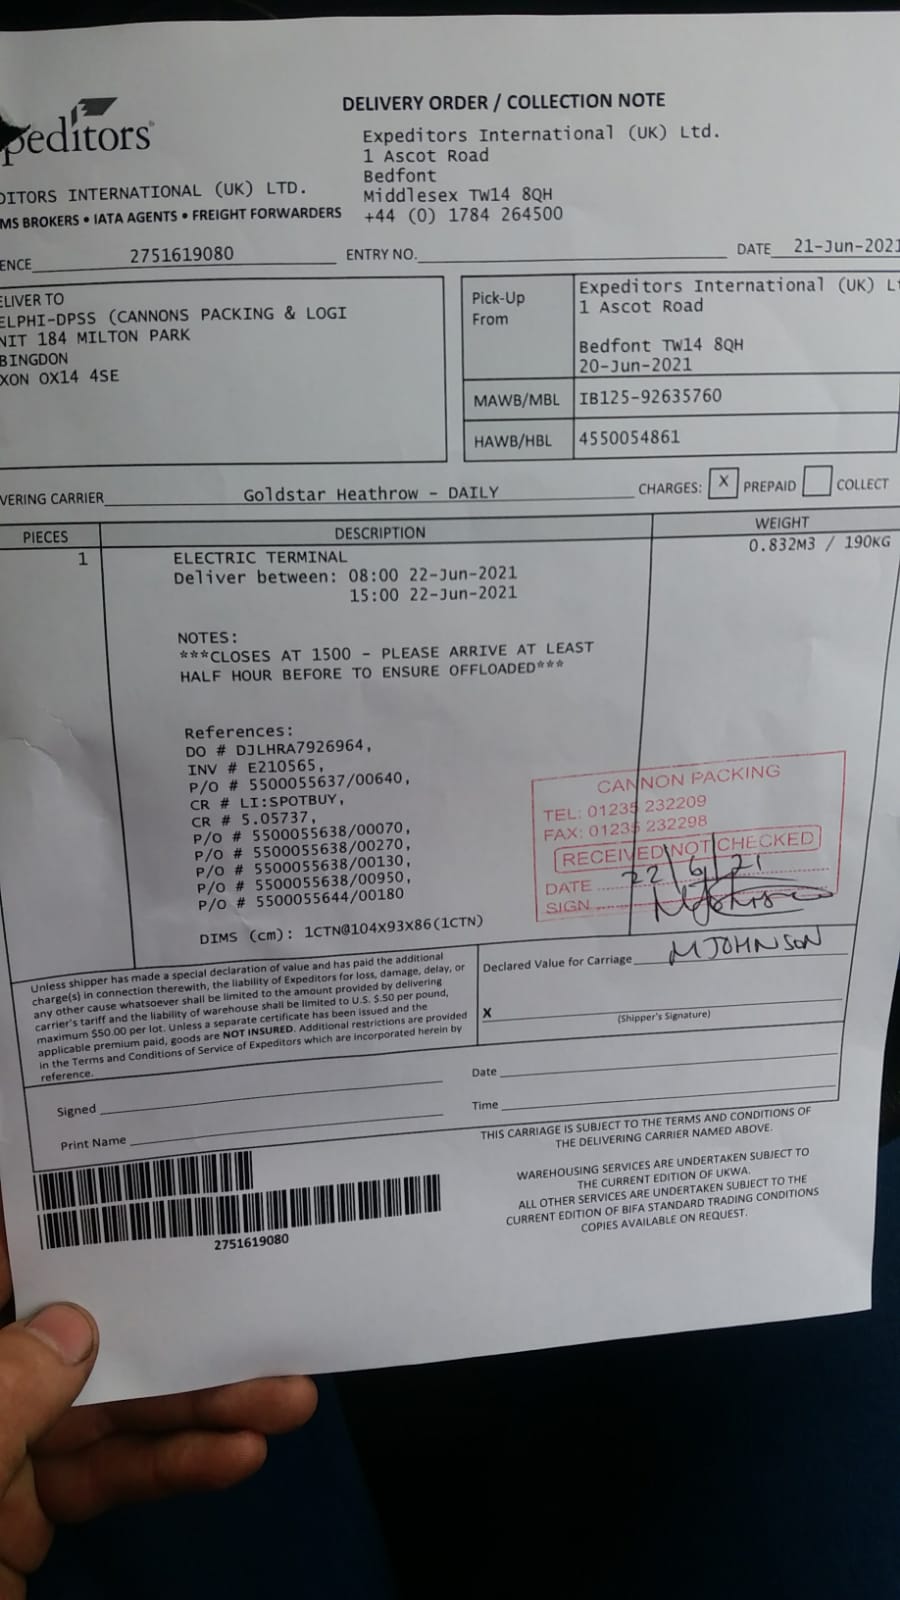 peditors
DELIVERY ORDER / COLLECTION NOTE
Expeditors International (UK) Ltd.
1 Ascot Road
Bedfont
Middlesex TW14 8QH
+44 (0) 1784 264500
DITORS INTERNATIONAL (UK) LTD.
MS BROKERS • IATA AGENTS • FREIGHT FORWARDERS
ENCE 2751619080 ENTRY NO. DATE 21-Jun-2021
ELIVER TO
ELPHI-DPSS (CANNONS PACKING & LOGI
NIT 184 MILTON PARK
BINGDON
XON OX14 4SE
Pick-Up From
Expeditors International (UK) Lt
1 Ascot Road
Bedfont TW14 8QH
20-Jun-2021
MAWB/MBL IB125-92635760
HAWB/HBL 4550054861
VERING CARRIER Goldstar Heathrow - DAILY CHARGES: X PREPAID COLLECT
PIECES DESCRIPTION WEIGHT
1 ELECTRIC TERMINAL 0.832M3 / 190KG
Deliver between: 08:00 22-Jun-2021
15:00 22-Jun-2021
NOTES:
***CLOSES AT 1500 - PLEASE ARRIVE AT LEAST
HALF HOUR BEFORE TO ENSURE OFFLOADED***
References:
DO # DJLHRA7926964,
INV # E210565,
P/O # 5500055637/00640,
CR # LI:SPOTBUY,
CR # 5.05737,
P/O # 5500055638/00070,
P/O # 5500055638/00270,
P/O # 5500055638/00130,
P/O # 5500055638/00950,
P/O # 5500055644/00180
DIMS (cm): 1CTN@104X93X86(1CTN)
CANNON PACKING
TEL: 01235 232209
FAX: 01235 232298
RECEIVED NOT CHECKED
DATE 22/6/21
SIGN
Unless shipper has made a special declaration of value and has paid the additional
charge(s) in connection therewith, the liability of Expeditors for loss, damage, delay, or
any other cause whatsoever shall be limited to the amount provided by delivering
carrier's tariff and the liability of warehouse shall be limited to U.S. $.50 per pound,
maximum $50.00 per lot. Unless a separate certificate has been issued and the
applicable premium paid, goods are NOT INSURED. Additional restrictions are provided
in the Terms and Conditions of Service of Expeditors which are incorporated herein by
reference.
Declared Value for Carriage M JOHNSON
X
(Shipper's Signature)
Signed
Date
Print Name
Time
THIS CARRIAGE IS SUBJECT TO THE TERMS AND CONDITIONS OF
THE DELIVERING CARRIER NAMED ABOVE.
WAREHOUSING SERVICES ARE UNDERTAKEN SUBJECT TO
THE CURRENT EDITION OF UKWA.
ALL OTHER SERVICES ARE UNDERTAKEN SUBJECT TO THE
CURRENT EDITION OF BIFA STANDARD TRADING CONDITIONS
COPIES AVAILABLE ON REQUEST.
2751619080